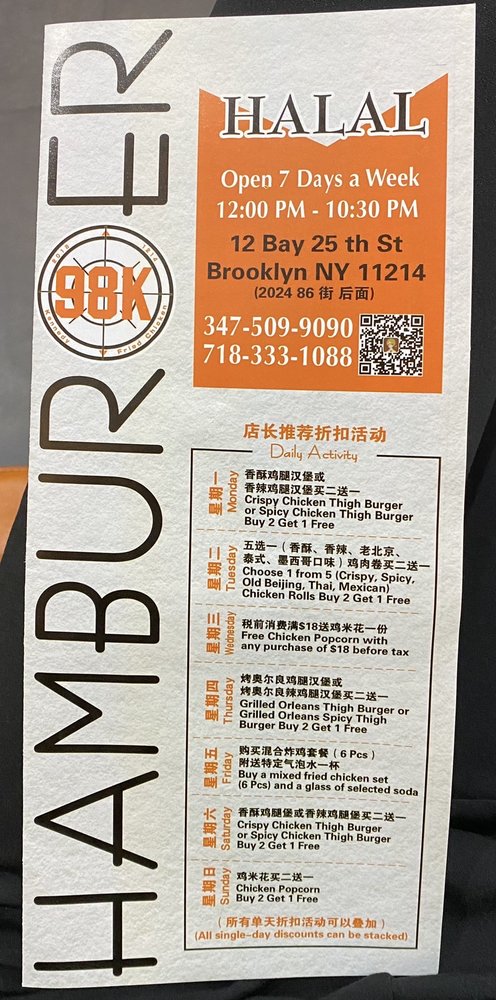 HAMBURGER
98K
Kennedy
Fried Chicken
HALAL
Open 7 Days a Week
12:00 PM - 10:30 PM
12 Bay 25 th St
Brooklyn NY 11214
(2024 86 街 后面)
347-509-9090
718-333-1088
店长推荐折扣活动
Daily Activity
星期一
Monday
香酥鸡腿汉堡或
香辣鸡腿汉堡买二送一
Crispy Chicken Thigh Burger
or Spicy Chicken Thigh Burger
Buy 2 Get 1 Free
星期二
Tuesday
五选一 ( 香酥、香辣、老北京、
泰式、墨西哥口味 ) 鸡肉卷买二送一
Choose 1 from 5 (Crispy, Spicy,
Old Beijing, Thai, Mexican)
Chicken Rolls Buy 2 Get 1 Free
星期三
Wednesday
税前消费满$18送鸡米花一份
Free Chicken Popcorn with
any purchase of $18 before tax
星期四
Thursday
烤奥尔良鸡腿汉堡或
烤奥尔良辣鸡腿汉堡买二送一
Grilled Orleans Thigh Burger or
Grilled Orleans Spicy Thigh
Burger Buy 2 Get 1 Free
星期五
Friday
购买混合炸鸡套餐 ( 6 Pcs )
附送特定气泡水一杯
Buy a mixed fried chicken set
(6 Pcs) and a glass of selected soda
星期六
Saturday
香酥鸡腿堡或香辣鸡腿堡买二送一
Crispy Chicken Thigh Burger
or Spicy Chicken Thigh Burger
Buy 2 Get 1 Free
星期日
Sunday
鸡米花买二送一
Chicken Popcorn
Buy 2 Get 1 Free
( 所有单天折扣活动可以叠加 )
(All single-day discounts can be stacked)